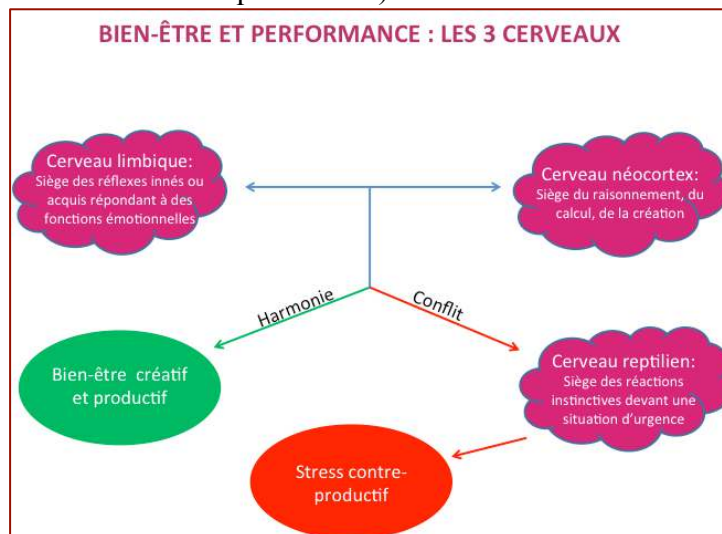 BIEN-ÊTRE ET PERFORMANCE : LES 3 CERVEAUX
Cerveau limbique:
Siège des réflexes innés ou
acquis répondant à des
fonctions émotionnelles
Cerveau néocortex:
Siège du raisonnement, du
calcul, de la création
Harmonie
Conflit
Bien-être créatif
et productif
Cerveau reptilien:
Siège des réactions
instinctives devant une
situation d'urgence
Stress contre-
productif